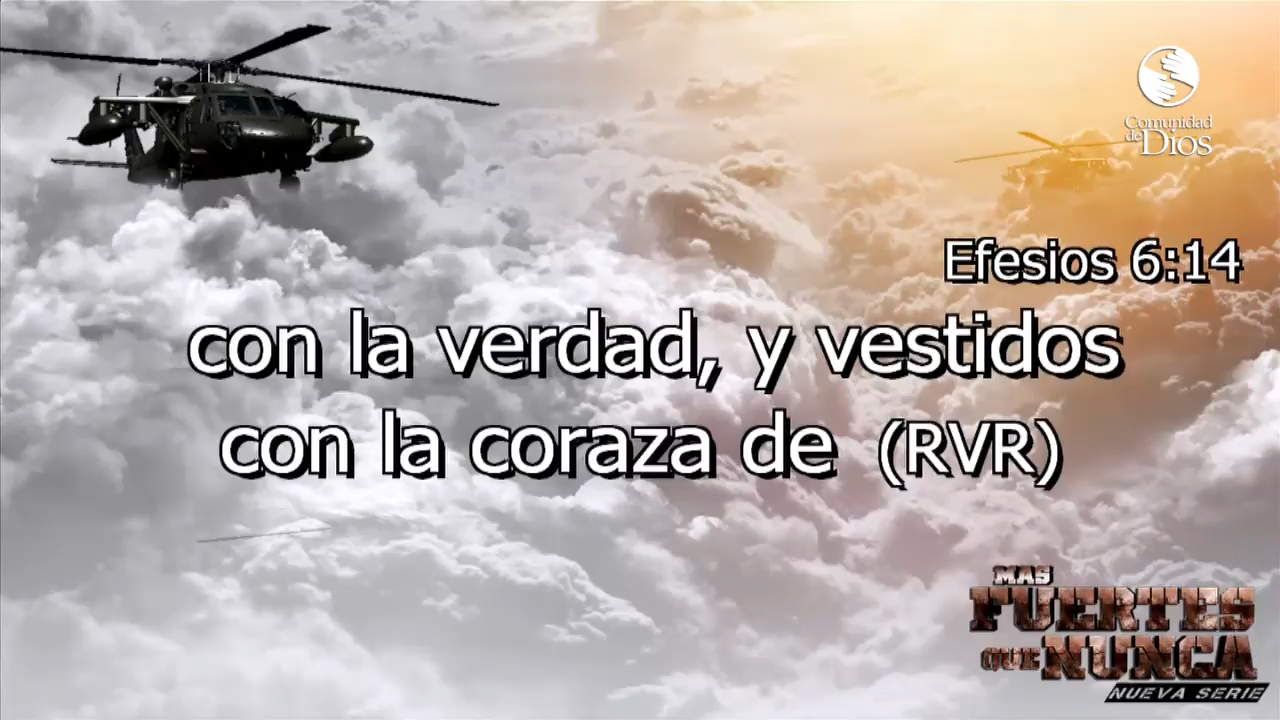 Comunidad
de Dios
Efesios 6:14
con la verdad, y vestidos
con la coraza de (RVR)
MAS
FUERTES
QUE NUNCA
NUEVA SERIE